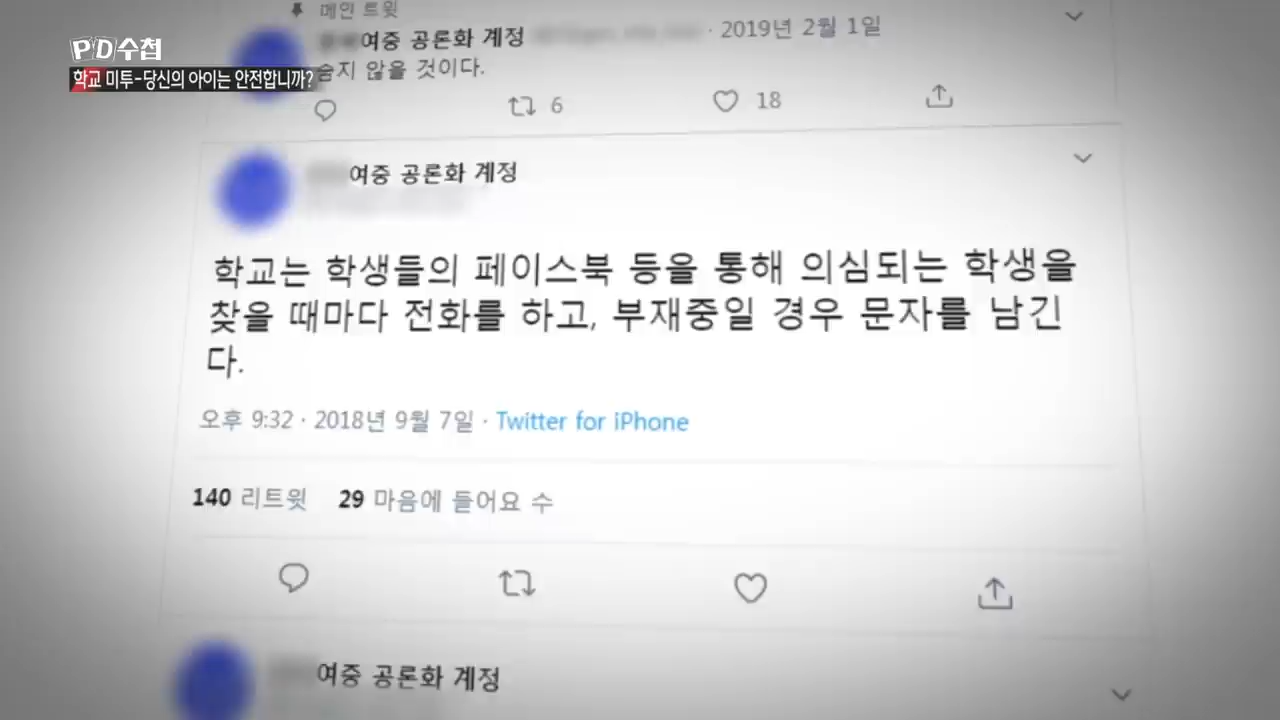 메인 트윗
PD수첩
여중 공론화 계정 · 2019년 2월 1일
학교 미투-당신의 아이는 안전합니까?
숨지 않을 것이다.
6 18
여중 공론화 계정
학교는 학생들의 페이스북 등을 통해 의심되는 학생을
찾을 때마다 전화를 하고, 부재중일 경우 문자를 남긴
다.
오후 9:32 · 2018년 9월 7일 · Twitter for iPhone
140 리트윗 29 마음에 들어요 수
여중 공론화 계정